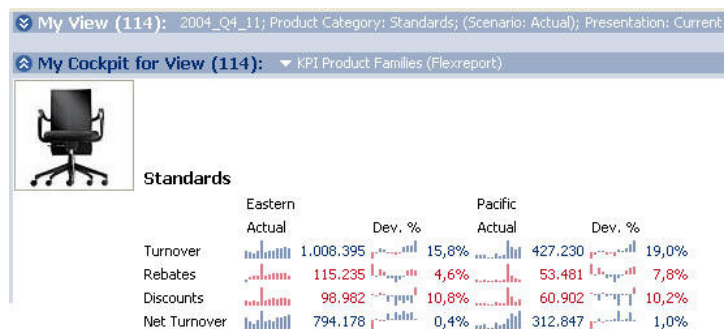 My View (114): 2004_Q4_11; Product Category: Standards; (Scenario: Actual); Presentation: Current
My Cockpit for View (114): KPI Product Families (Flexreport)
Standards
Eastern Pacific
Actual Dev. % Actual Dev. %
Turnover 1.008.395 15,8% 427.230 19,0%
Rebates 115.235 4,6% 53.481 7,8%
Discounts 98.982 10,8% 60.902 10,2%
Net Turnover 794.178 0,4% 312.847 1,0%